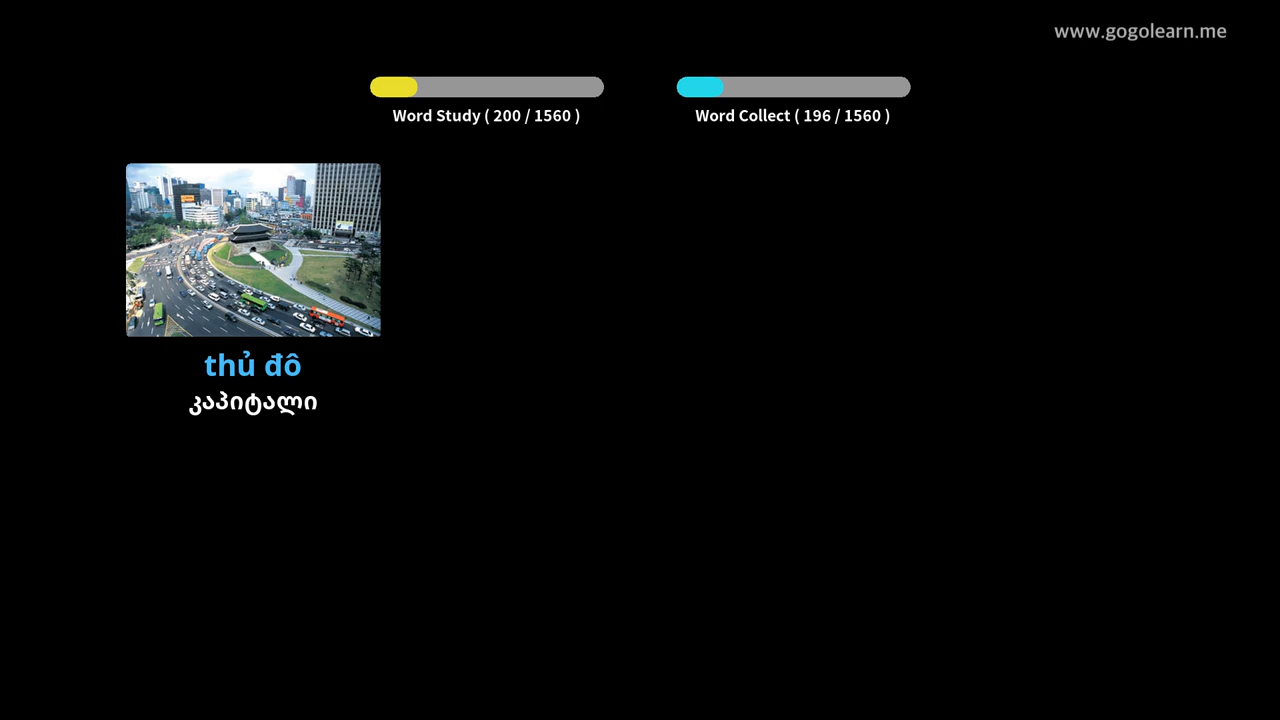 www.gogolearn.me
Word Study ( 200 / 1560 )
Word Collect ( 196 / 1560 )
thủ đô
კაპიტალი